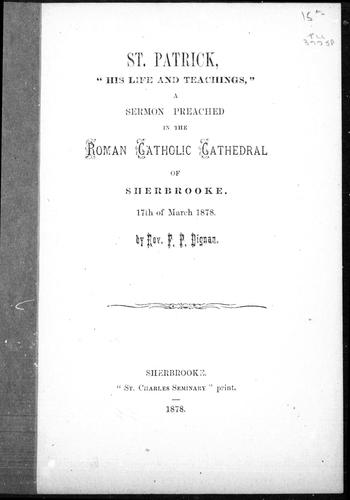 15-
ST. PATRICK,
" HIS LIFE AND TEACHINGS, "
A
SERMON PREACHED
IN THE
ROMAN CATHOLIC CATHEDRAL
OF
SHERBROOKE.
17th of March 1878.
by Rev. F. P. Dignan.
SHERBROOKE.
" ST. CHARLES SEMINARY " print.
1878.